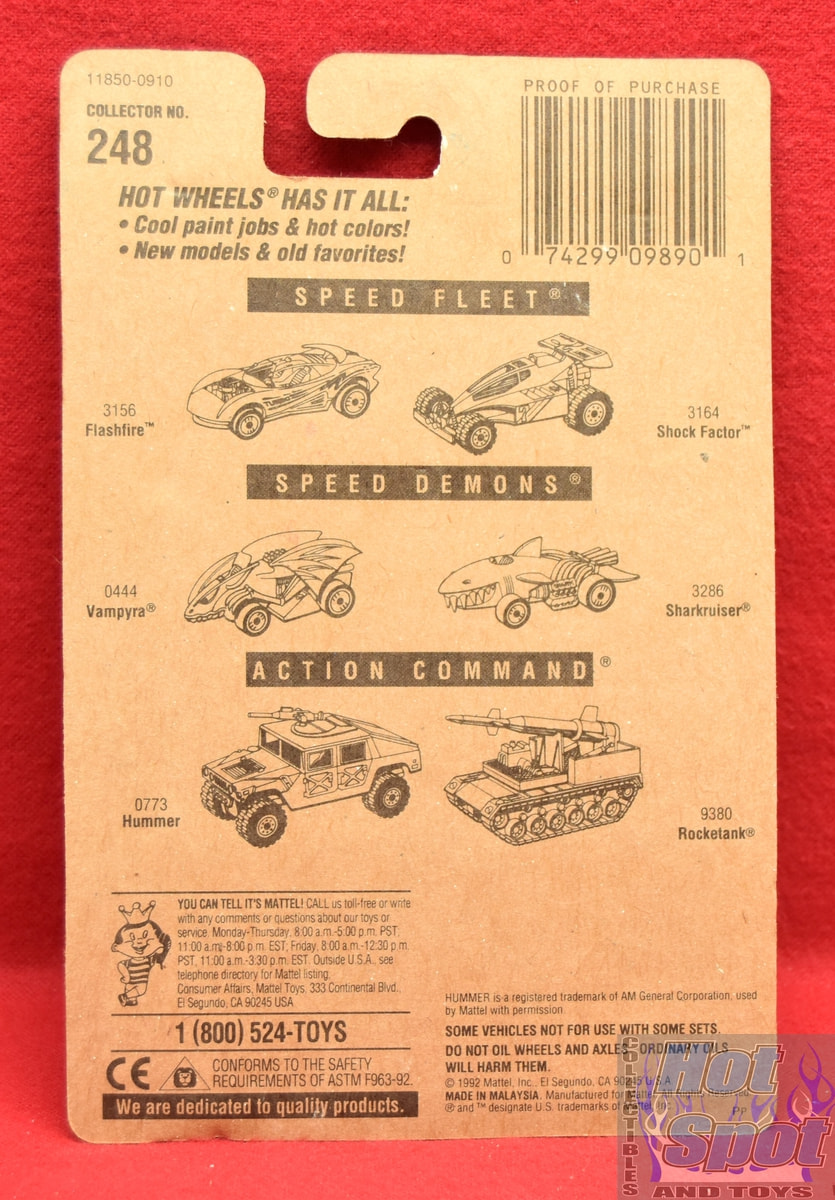 11850-0910
COLLECTOR NO.
248
PROOF OF PURCHASE
0 74299 09890 1
HOT WHEELS® HAS IT ALL:
• Cool paint jobs & hot colors!
• New models & old favorites!
SPEED FLEET®
3156
Flashfire™
3164
Shock Factor™
SPEED DEMONS®
0444
Vampyra®
3286
Sharkruiser®
ACTION COMMAND®
0773
Hummer
9380
Rocketank®
YOU CAN TELL IT'S MATTEL! CALL us toll-free or write
with any comments or questions about our toys or
service. Monday-Thursday, 8:00 a.m.-5:00 p.m. PST,
11:00 a.m.-8:00 p.m. EST; Friday, 8:00 a.m.-12:30 p.m.
PST, 11:00 a.m.-3:30 p.m. EST. Outside U.S.A., see
telephone directory for Mattel listing.
Consumer Affairs, Mattel Toys, 333 Continental Blvd.,
El Segundo, CA 90245 USA
1 (800) 524-TOYS
CE
CONFORMS TO THE SAFETY
REQUIREMENTS OF ASTM F963-92.
We are dedicated to quality products.
HUMMER is a registered trademark of AM General Corporation, used
by Mattel with permission.
SOME VEHICLES NOT FOR USE WITH SOME SETS.
DO NOT OIL WHEELS AND AXLES. ORDINARY OILS
WILL HARM THEM.
© 1992 Mattel, Inc., El Segundo, CA 90245 U.S.A.
MADE IN MALAYSIA. Manufactured for Mattel. All Rights Reserved.
® and ™ designate U.S. trademarks of Mattel, Inc.
PP
COLLECTIBLES
Hot
Spot
AND TOYS